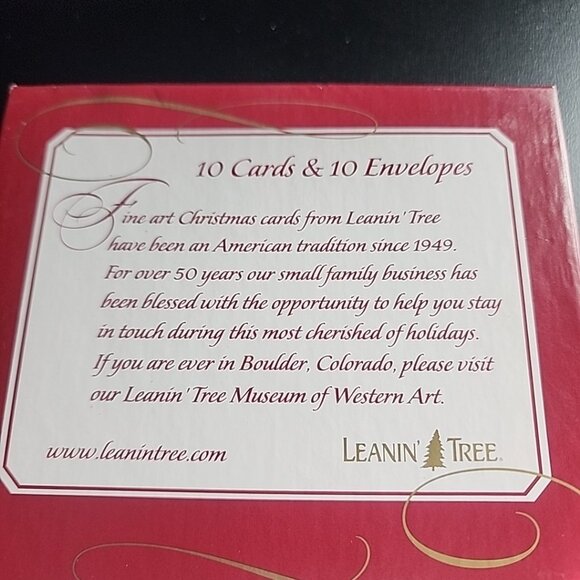 10 Cards & 10 Envelopes
Fine art Christmas cards from Leanin' Tree
have been an American tradition since 1949.
For over 50 years our small family business has
been blessed with the opportunity to help you stay
in touch during this most cherished of holidays.
If you are ever in Boulder, Colorado, please visit
our Leanin' Tree Museum of Western Art.
www.leanintree.com
LEANIN' TREE®